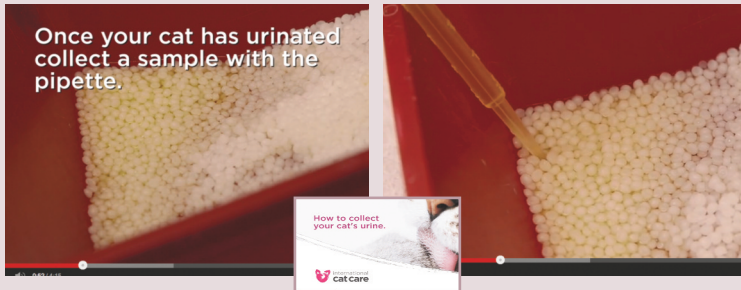 Once your cat has urinated
collect a sample with the
pipette.
How to collect
your cat's urine.
international
cat care